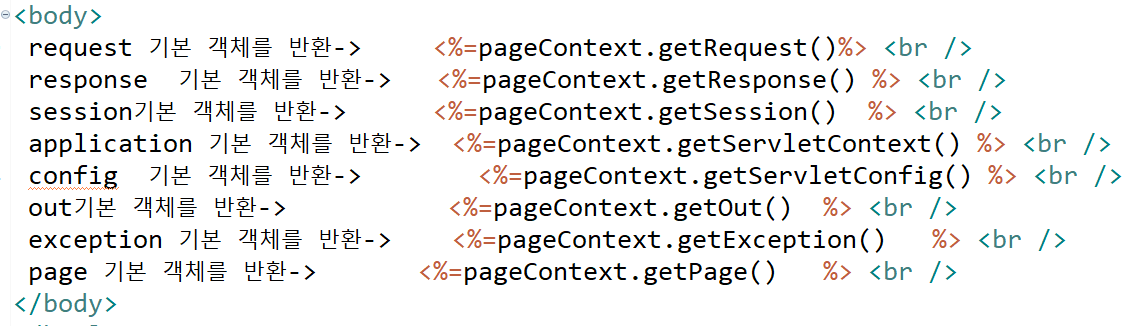 <body>
request 기본 객체를 반환-> <%=pageContext.getRequest()%> <br />
response 기본 객체를 반환-> <%=pageContext.getResponse() %> <br />
session기본 객체를 반환-> <%=pageContext.getSession() %> <br />
application 기본 객체를 반환-> <%=pageContext.getServletContext() %> <br />
config 기본 객체를 반환-> <%=pageContext.getServletConfig() %> <br />
out기본 객체를 반환-> <%=pageContext.getOut() %> <br />
exception 기본 객체를 반환-> <%=pageContext.getException() %> <br />
page 기본 객체를 반환-> <%=pageContext.getPage() %> <br />
</body>